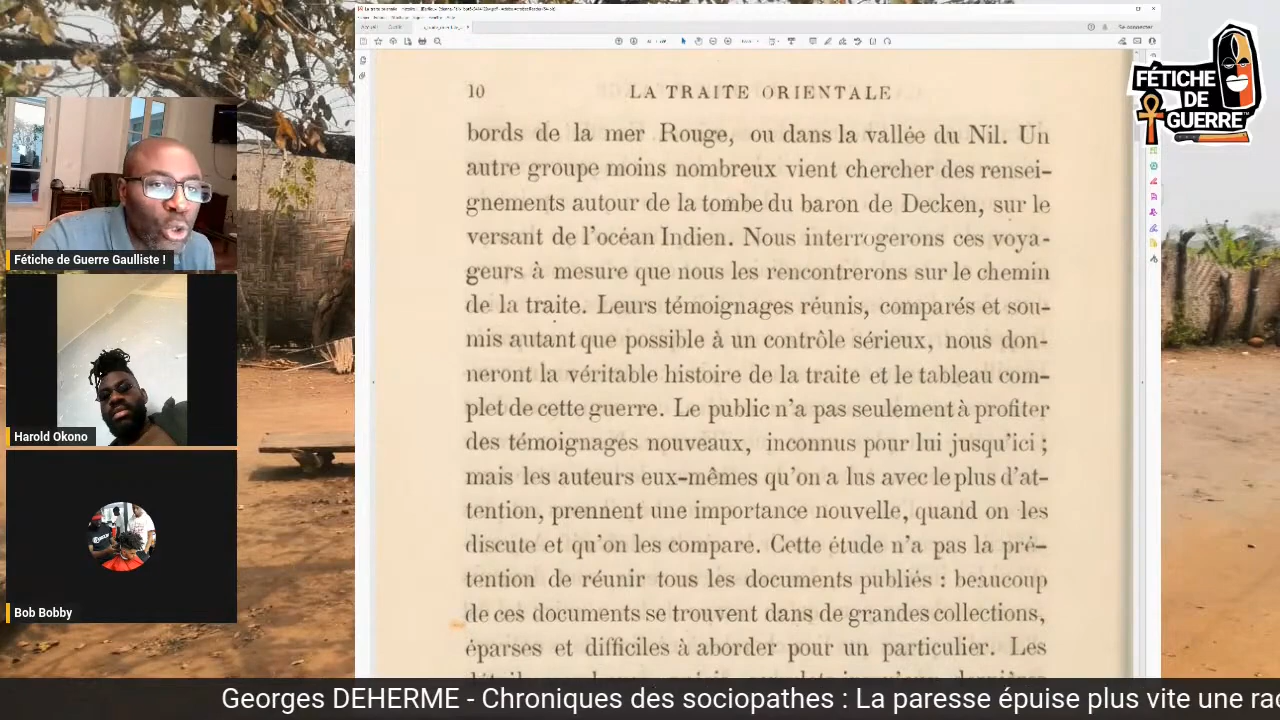 FÉTICHE
DE
GUERRE
Fétiche de Guerre Gaulliste !
Harold Okono
Bob Bobby
Se connecter
10 LA TRAITE ORIENTALE
bords de la mer Rouge, ou dans la vallée du Nil. Un
autre groupe moins nombreux vient chercher des rensei-
gnements autour de la tombe du baron de Decken, sur le
versant de l'océan Indien. Nous interrogerons ces voya-
geurs à mesure que nous les rencontrerons sur le chemin
de la traite. Leurs témoignages réunis, comparés et sou-
mis autant que possible à un contrôle sérieux, nous don-
neront la véritable histoire de la traite et le tableau com-
plet de cette guerre. Le public n'a pas seulement à profiter
des témoignages nouveaux, inconnus pour lui jusqu'ici ;
mais les auteurs eux-mêmes qu'on a lus avec le plus d'at-
tention, prennent une importance nouvelle, quand on les
discute et qu'on les compare. Cette étude n'a pas la pré-
tention de réunir tous les documents publiés : beaucoup
de ces documents se trouvent dans de grandes collections,
éparses et difficiles à aborder pour un particulier. Les
Georges DEHERME - Chroniques des sociopathes : La paresse épuise plus vite une